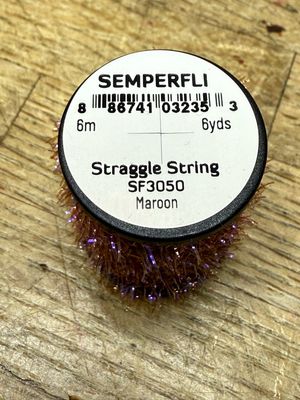 SEMPERFLI
8 86741 03235 3
6m 6yds
Straggle String
SF3050
Maroon